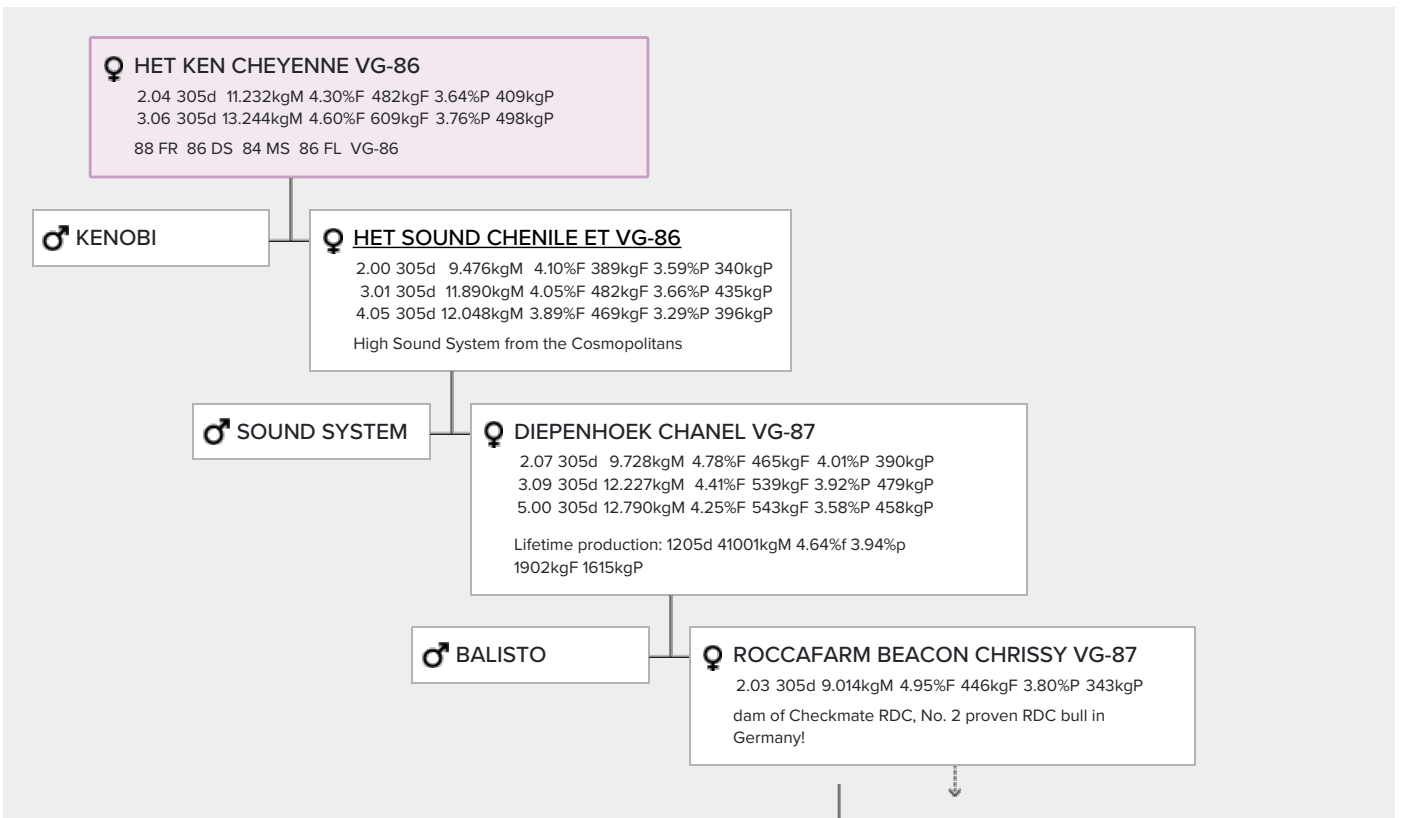 HET KEN CHEYENNE VG-86
2.04 305d 11.232kgM 4.30%F 482kgF 3.64%P 409kgP
3.06 305d 13.244kgM 4.60%F 609kgF 3.76%P 498kgP
88 FR 86 DS 84 MS 86 FL VG-86
KENOBI
HET SOUND CHENILE ET VG-86
2.00 305d 9.476kgM 4.10%F 389kgF 3.59%P 340kgP
3.01 305d 11.890kgM 4.05%F 482kgF 3.66%P 435kgP
4.05 305d 12.048kgM 3.89%F 469kgF 3.29%P 396kgP
High Sound System from the Cosmopolitans
SOUND SYSTEM
DIEPENHOEK CHANEL VG-87
2.07 305d 9.728kgM 4.78%F 465kgF 4.01%P 390kgP
3.09 305d 12.227kgM 4.41%F 539kgF 3.92%P 479kgP
5.00 305d 12.790kgM 4.25%F 543kgF 3.58%P 458kgP
Lifetime production: 1205d 41001kgM 4.64%f 3.94%p
1902kgF 1615kgP
BALISTO
ROCCAFARM BEACON CHRISSY VG-87
2.03 305d 9.014kgM 4.95%F 446kgF 3.80%P 343kgP
dam of Checkmate RDC, No. 2 proven RDC bull in
Germany!